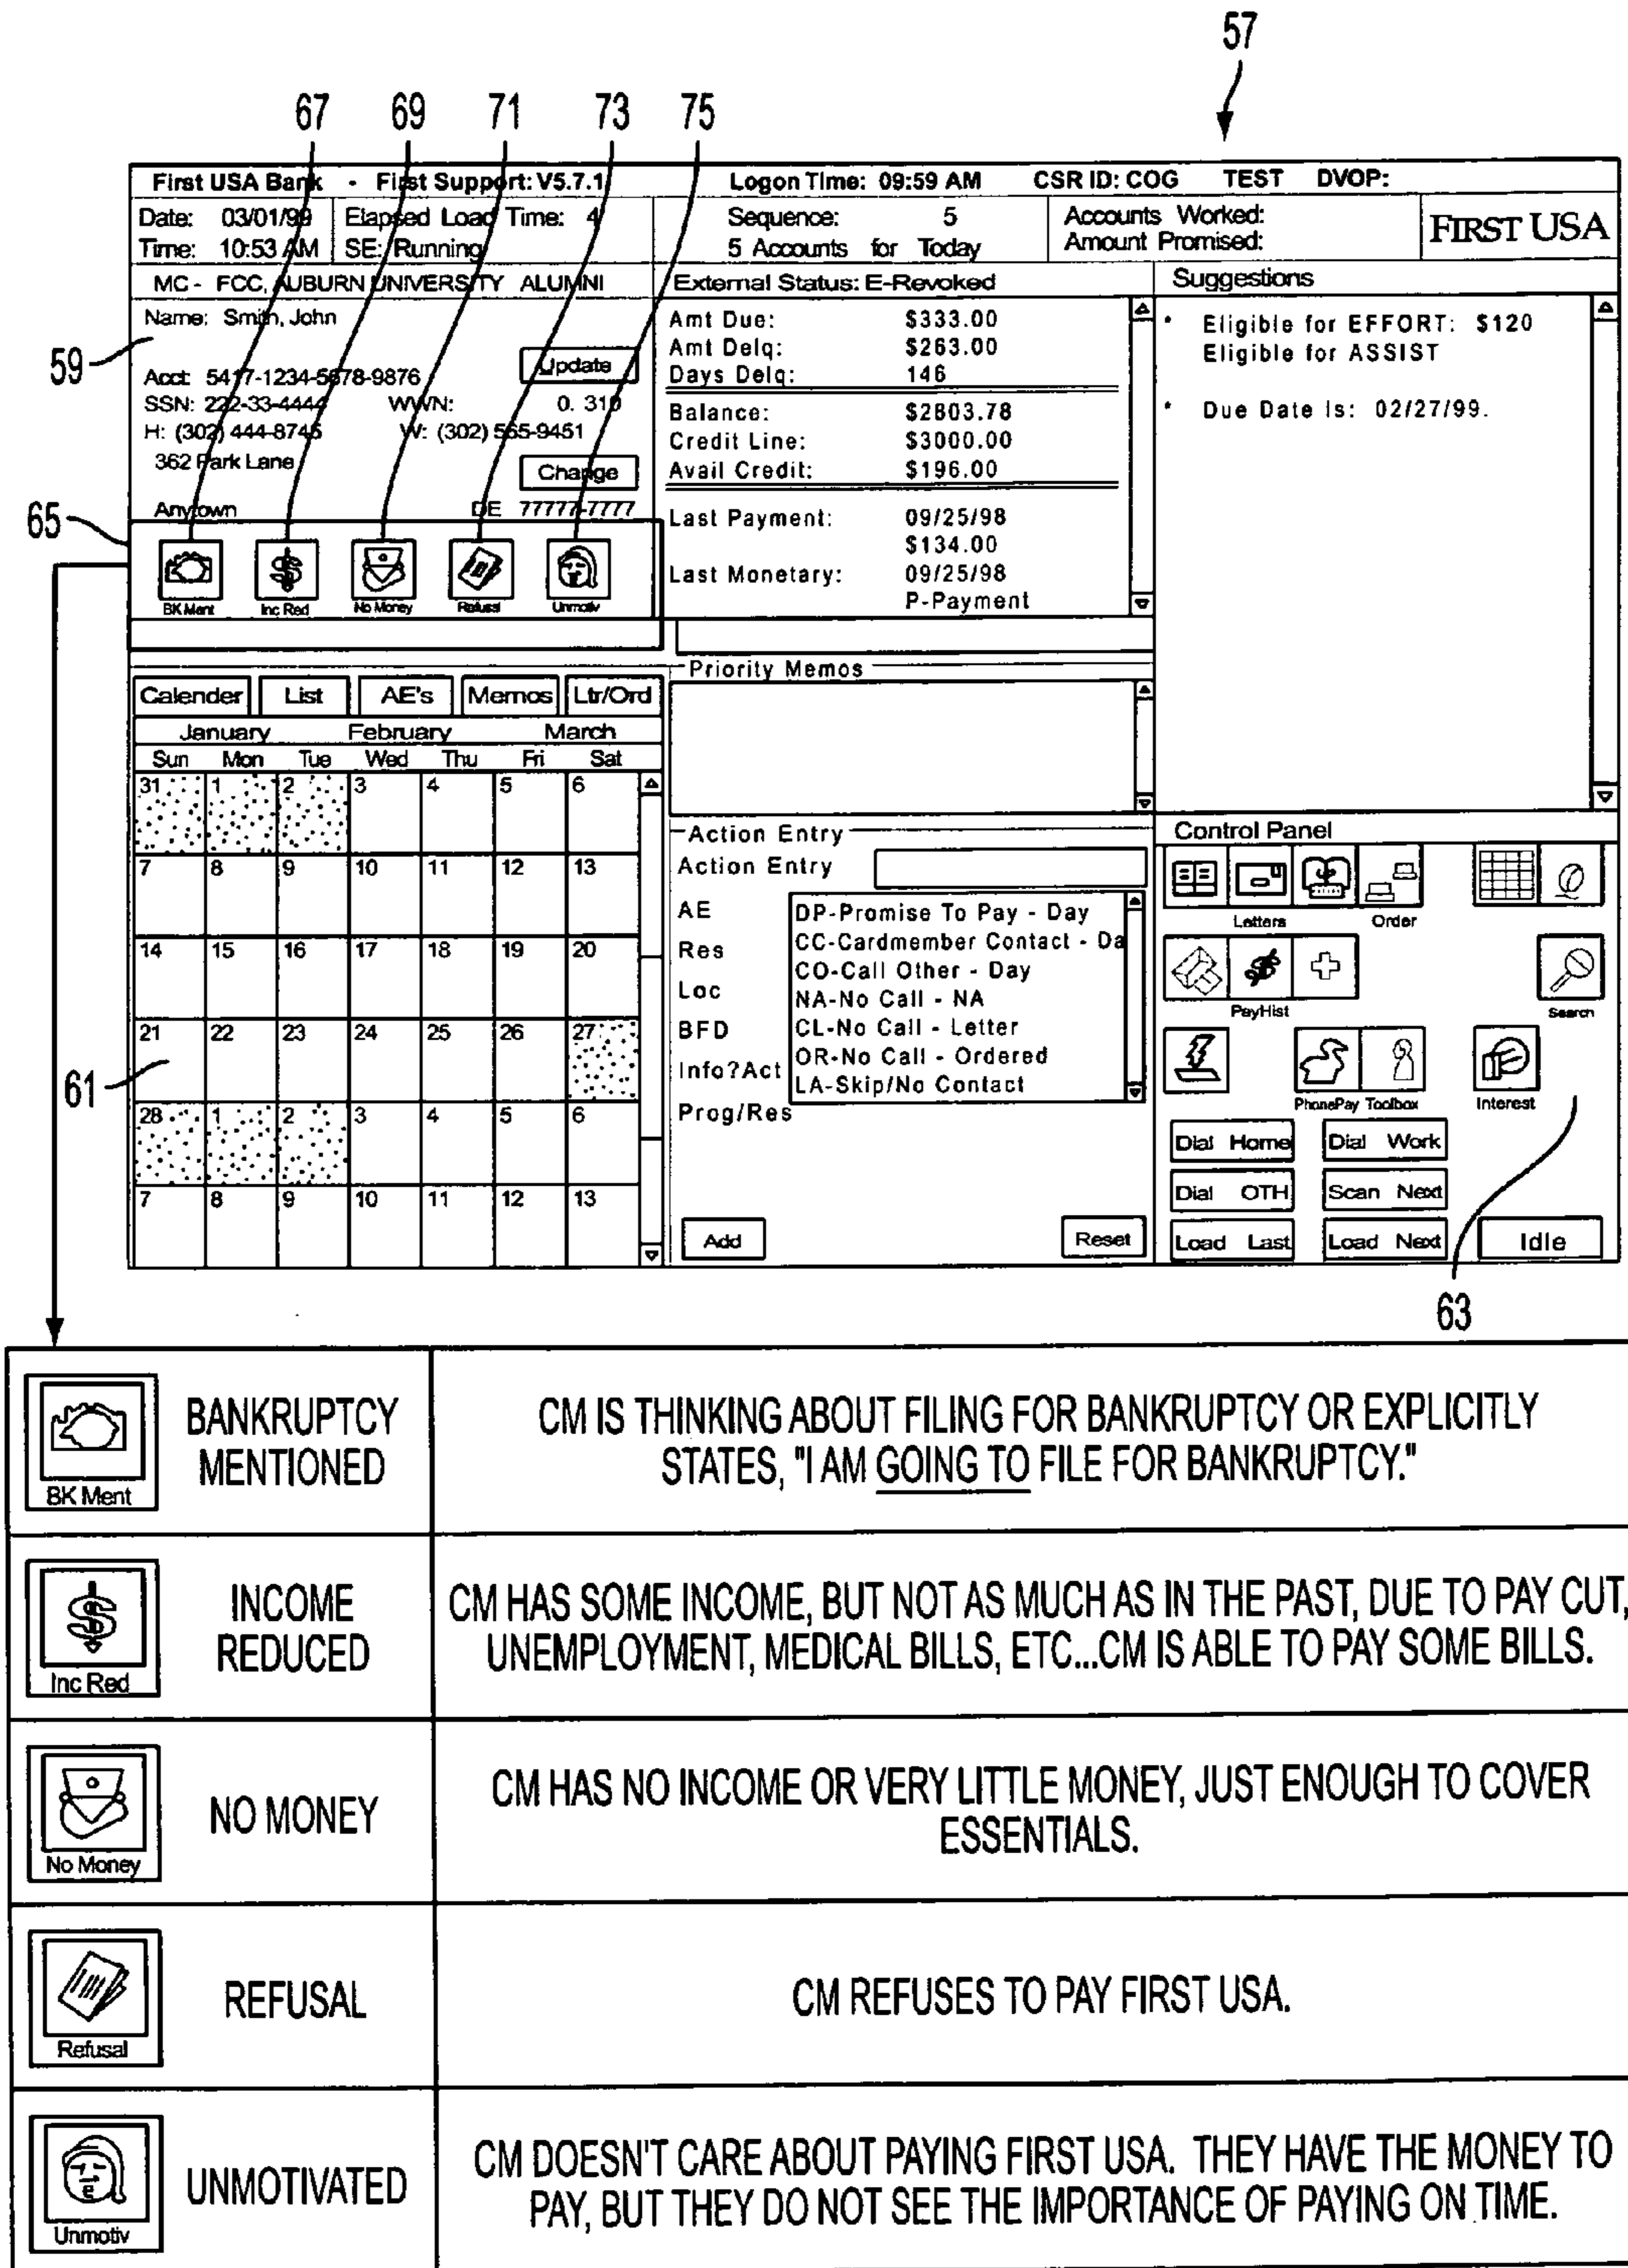 57
67 69 71 73 75
First USA Bank - First Support: V5.7.1 Logon Time: 09:59 AM CSR ID: COG TEST DVOP:
Date: 03/01/99 Elapsed Load Time: 4 Sequence: 5 Accounts Worked:
Time: 10:53 AM SE: Running 5 Accounts for Today Amount Promised:
FIRST USA
MC - FCC, AUBURN UNIVERSITY ALUMNI External Status: E-Revoked Suggestions
59
Name: Smith, John
Update
Acct: 5417-1234-5678-9876
SSN: 222-33-4444 WWN: 0. 310
H: (302) 444-8745 W: (302) 555-9451
362 Park Lane
Change
Anytown DE 77777-7777
65
BK Ment Inc Red No Money Refusal Unmotiv
Amt Due: $333.00
Amt Delq: $263.00
Days Delq: 146
Balance: $2803.78
Credit Line: $3000.00
Avail Credit: $196.00
Last Payment: 09/25/98
$134.00
Last Monetary: 09/25/98
P-Payment
* Eligible for EFFORT: $120
Eligible for ASSIST
* Due Date Is: 02/27/99.
Calender List AE's Memos Ltr/Ord
January February March
Sun Mon Tue Wed Thu Fri Sat
31 1 2 3 4 5 6
7 8 9 10 11 12 13
14 15 16 17 18 19 20
21 22 23 24 25 26 27
28 1 2 3 4 5 6
7 8 9 10 11 12 13
61
Priority Memos
Action Entry
Action Entry
AE
Res
Loc
BFD
Info?Act
Prog/Res
DP-Promise To Pay - Day
CC-Cardmember Contact - Da
CO-Call Other - Day
NA-No Call - NA
CL-No Call - Letter
OR-No Call - Ordered
LA-Skip/No Contact
Add Reset
Control Panel
Letters Order
PayHist Search
PhonePay Toolbox Interest
Dial Home Dial Work
Dial OTH Scan Next
Load Last Load Next Idle
63
BK Ment
BANKRUPTCY
MENTIONED
CM IS THINKING ABOUT FILING FOR BANKRUPTCY OR EXPLICITLY
STATES, "I AM GOING TO FILE FOR BANKRUPTCY."
Inc Red
INCOME
REDUCED
CM HAS SOME INCOME, BUT NOT AS MUCH AS IN THE PAST, DUE TO PAY CUT,
UNEMPLOYMENT, MEDICAL BILLS, ETC...CM IS ABLE TO PAY SOME BILLS.
No Money
NO MONEY
CM HAS NO INCOME OR VERY LITTLE MONEY, JUST ENOUGH TO COVER
ESSENTIALS.
Refusal
REFUSAL
CM REFUSES TO PAY FIRST USA.
Unmotiv
UNMOTIVATED
CM DOESN'T CARE ABOUT PAYING FIRST USA. THEY HAVE THE MONEY TO
PAY, BUT THEY DO NOT SEE THE IMPORTANCE OF PAYING ON TIME.